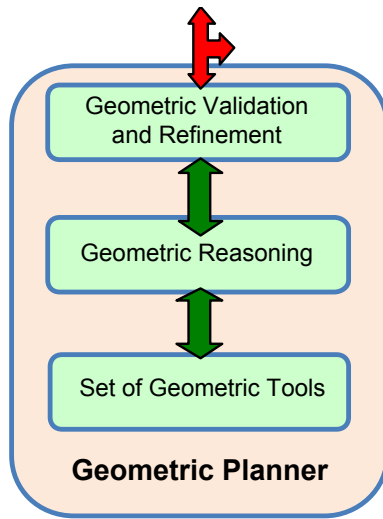 Geometric Validation
and Refinement
Geometric Reasoning
Set of Geometric Tools
Geometric Planner